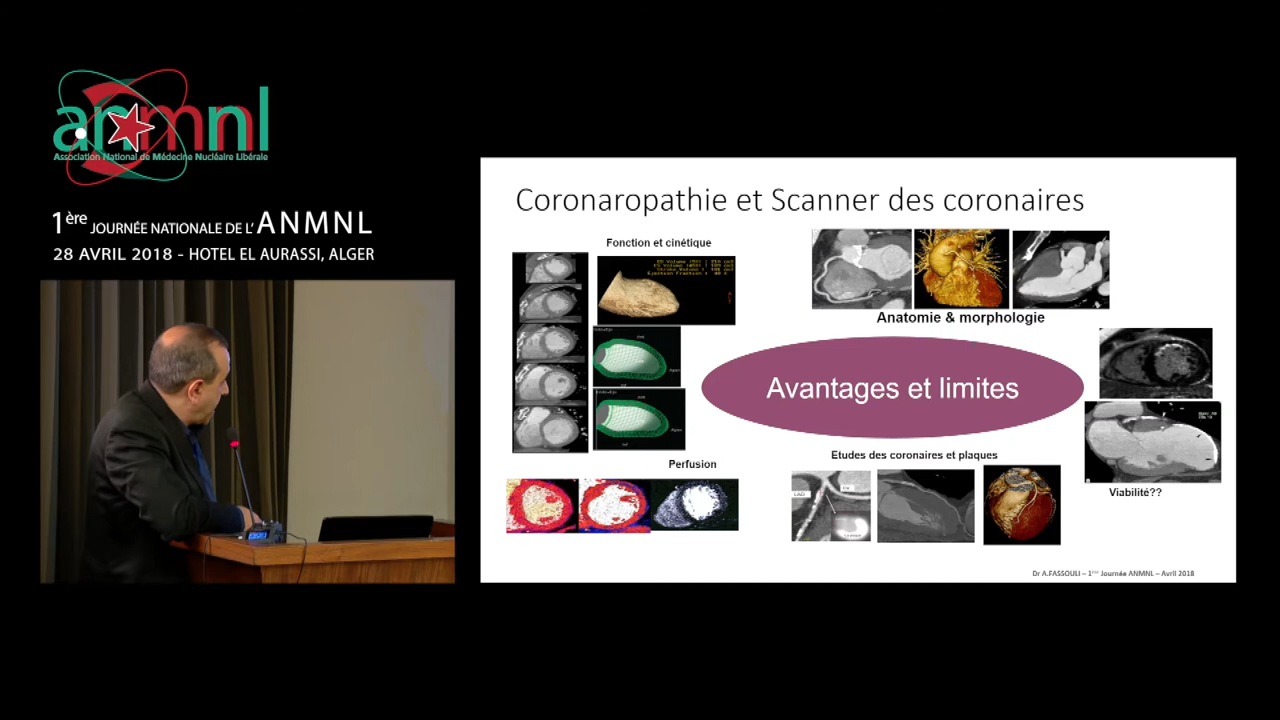 anmnl
Association National de Médecine Nucléaire Libérale
1ère JOURNÉE NATIONALE DE L' ANMNL
28 AVRIL 2018 - HOTEL EL AURASSI, ALGER
Coronaropathie et Scanner des coronaires
Fonction et cinétique
Anatomie & morphologie
Avantages et limites
Perfusion
Etudes des coronaires et plaques
LAD
Viabilité??
Dr A.FASSOULI – 1ère Journée ANMNL – Avril 2018